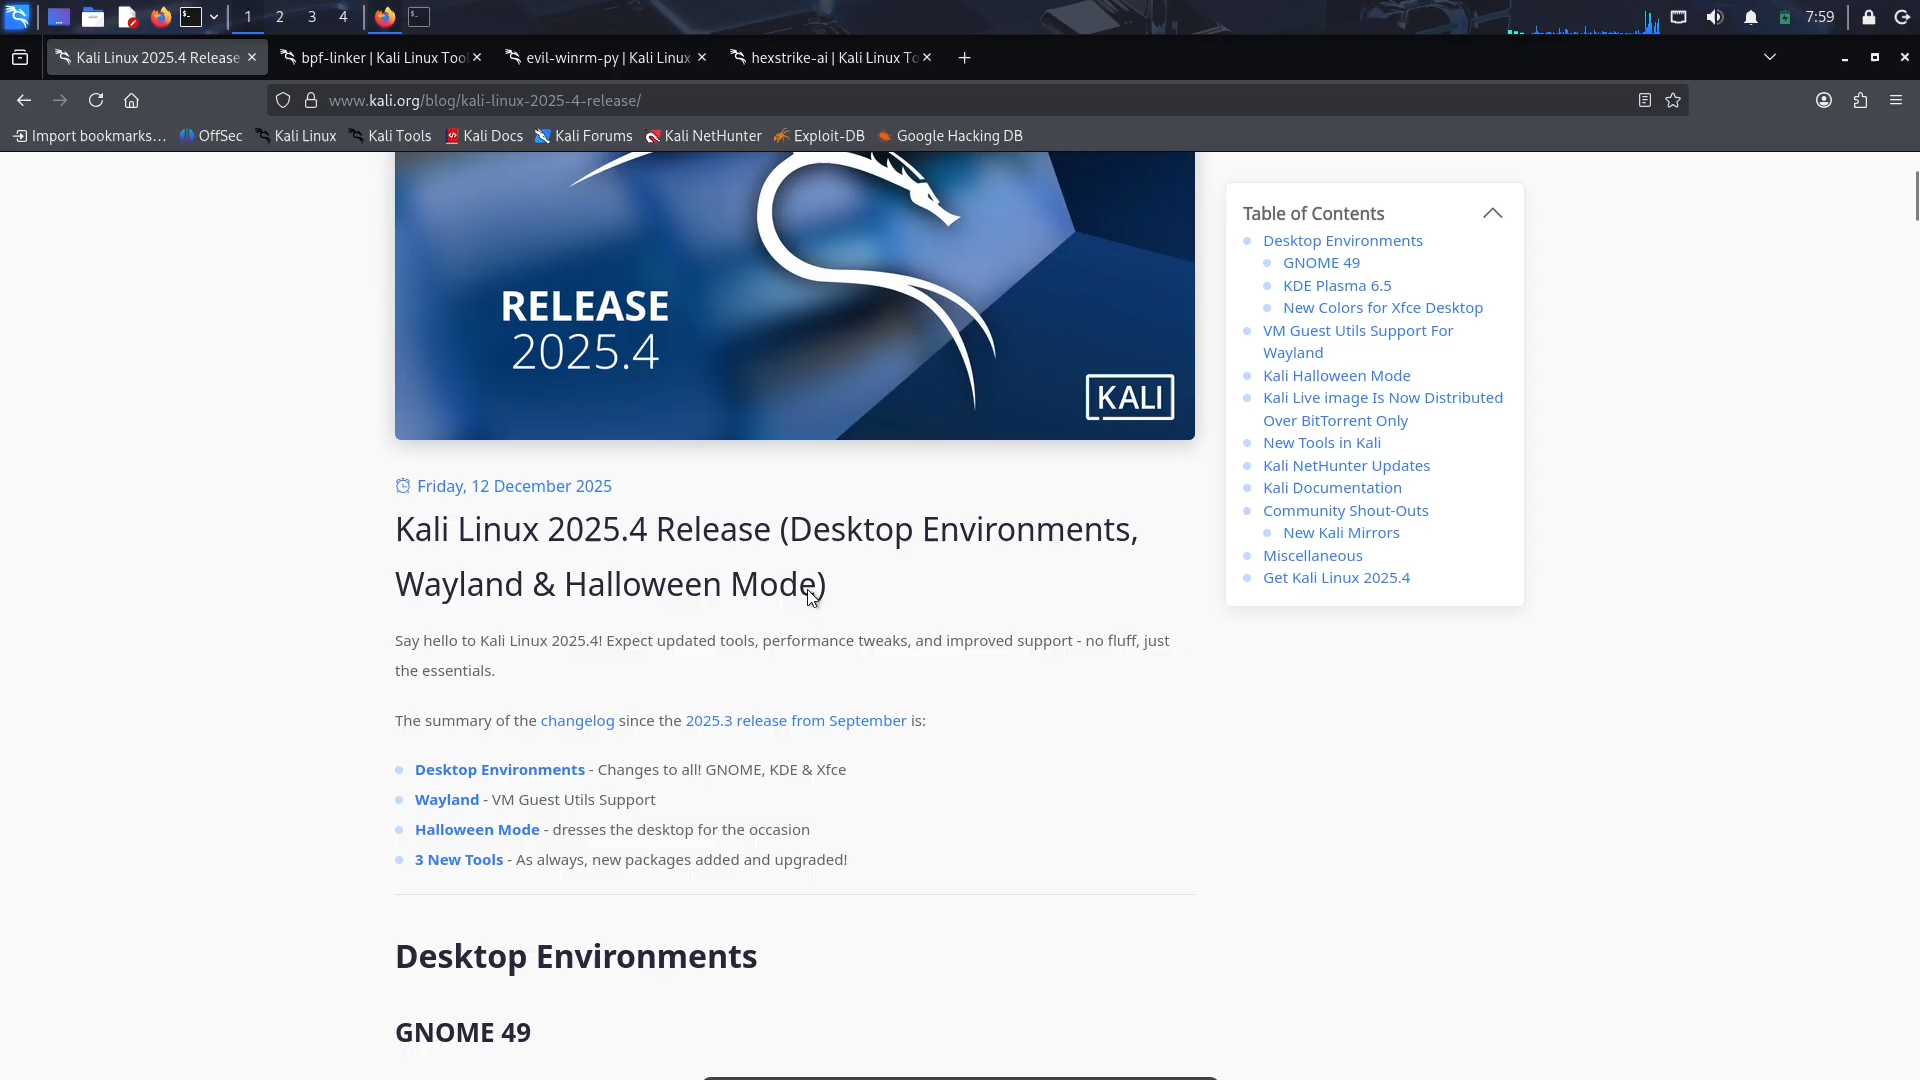 1 2 3 4 7:59
Kali Linux 2025.4 Release bpf-linker | Kali Linux Tool evil-winrm-py | Kali Linux hexstrike-ai | Kali Linux To
www.kali.org/blog/kali-linux-2025-4-release/
Import bookmarks... OffSec Kali Linux Kali Tools Kali Docs Kali Forums Kali NetHunter Exploit-DB Google Hacking DB
RELEASE
2025.4
KALI
Friday, 12 December 2025
Kali Linux 2025.4 Release (Desktop Environments,
Wayland & Halloween Mode)
Say hello to Kali Linux 2025.4! Expect updated tools, performance tweaks, and improved support - no fluff, just
the essentials.
The summary of the changelog since the 2025.3 release from September is:
Desktop Environments - Changes to all! GNOME, KDE & Xfce
Wayland - VM Guest Utils Support
Halloween Mode - dresses the desktop for the occasion
3 New Tools - As always, new packages added and upgraded!
Desktop Environments
GNOME 49
Table of Contents
Desktop Environments
GNOME 49
KDE Plasma 6.5
New Colors for Xfce Desktop
VM Guest Utils Support For
Wayland
Kali Halloween Mode
Kali Live image Is Now Distributed
Over BitTorrent Only
New Tools in Kali
Kali NetHunter Updates
Kali Documentation
Community Shout-Outs
New Kali Mirrors
Miscellaneous
Get Kali Linux 2025.4